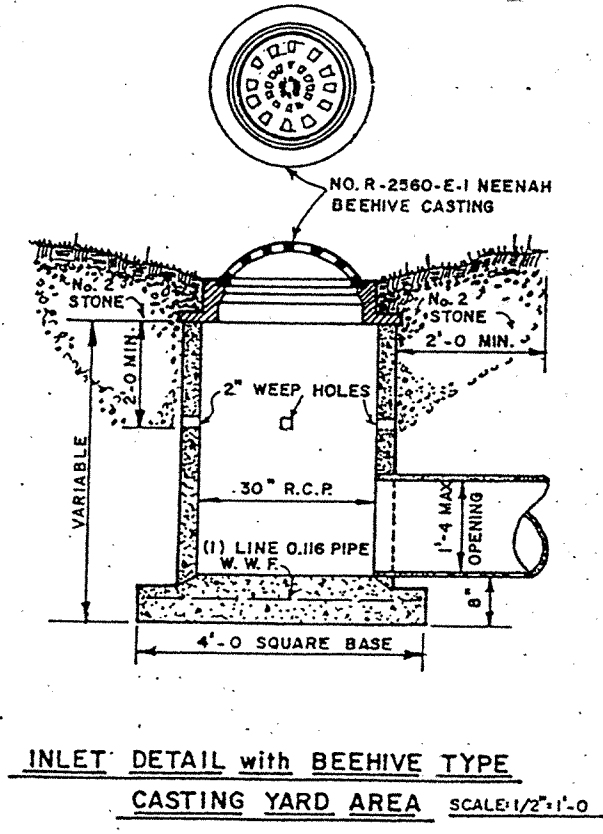 NO. R-2560-E-1 NEENAH
BEEHIVE CASTING
No. 2
STONE
No. 2
STONE
2'-0 MIN.
2-0 MIN.
2" WEEP HOLES
VARIABLE
30" R.C.P.
1'-4 MAX
OPENING
(1) LINE 0.116 PIPE
W. W. F.
8"
4'-0 SQUARE BASE
INLET DETAIL with BEEHIVE TYPE
CASTING YARD AREA
SCALE: 1/2"=1'-0